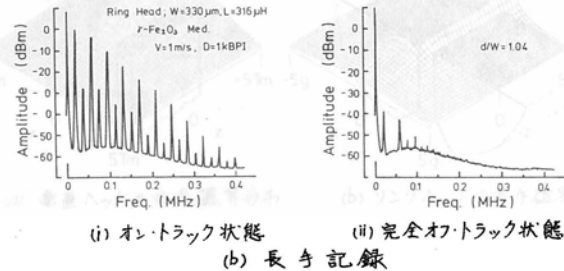 Ring Head; W=330μm, L=316μH
γ-Fe₂O₃ Med.
V=1m/s, D=1kBPI
Amplitude (dBm)
0
-10
-20
-50
-60
0 0.1 0.2 0.3 0.4
Freq. (MHz)
(i) オン・トラック状態
d/W=1.04
Amplitude (dBm)
0
-10
-20
-30
-40
-50
-60
0 0.1 0.2 0.3 0.4
Freq. (MHz)
(ii) 完全オフ・トラック状態
(b) 長手記録